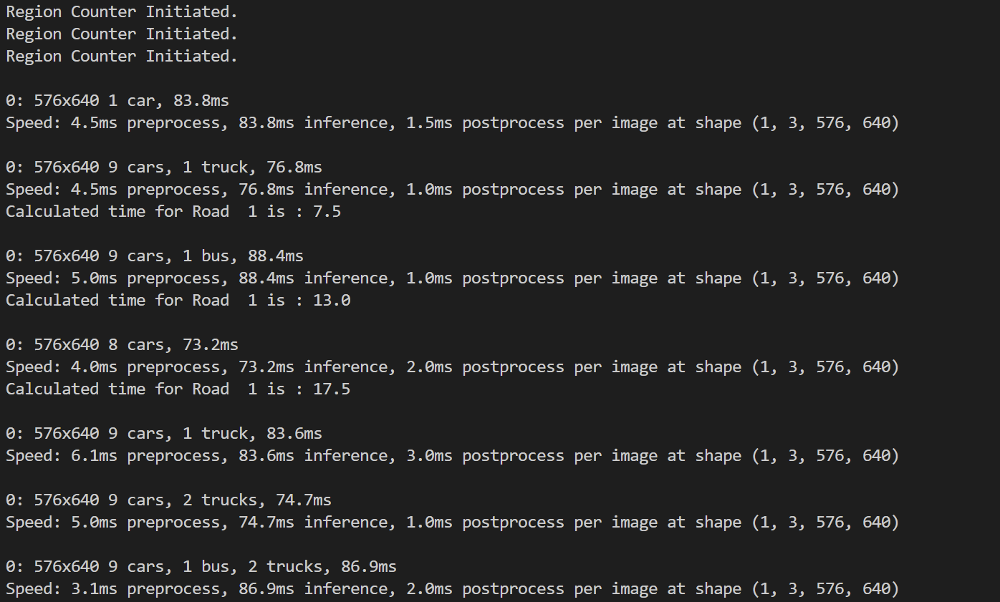 Region Counter Initiated.
Region Counter Initiated.
Region Counter Initiated.
0: 576x640 1 car, 83.8ms
Speed: 4.5ms preprocess, 83.8ms inference, 1.5ms postprocess per image at shape (1, 3, 576, 640)
0: 576x640 9 cars, 1 truck, 76.8ms
Speed: 4.5ms preprocess, 76.8ms inference, 1.0ms postprocess per image at shape (1, 3, 576, 640)
Calculated time for Road  1 is : 7.5
0: 576x640 9 cars, 1 bus, 88.4ms
Speed: 5.0ms preprocess, 88.4ms inference, 1.0ms postprocess per image at shape (1, 3, 576, 640)
Calculated time for Road  1 is : 13.0
0: 576x640 8 cars, 73.2ms
Speed: 4.0ms preprocess, 73.2ms inference, 2.0ms postprocess per image at shape (1, 3, 576, 640)
Calculated time for Road  1 is : 17.5
0: 576x640 9 cars, 1 truck, 83.6ms
Speed: 6.1ms preprocess, 83.6ms inference, 3.0ms postprocess per image at shape (1, 3, 576, 640)
0: 576x640 9 cars, 2 trucks, 74.7ms
Speed: 5.0ms preprocess, 74.7ms inference, 1.0ms postprocess per image at shape (1, 3, 576, 640)
0: 576x640 9 cars, 1 bus, 2 trucks, 86.9ms
Speed: 3.1ms preprocess, 86.9ms inference, 2.0ms postprocess per image at shape (1, 3, 576, 640)